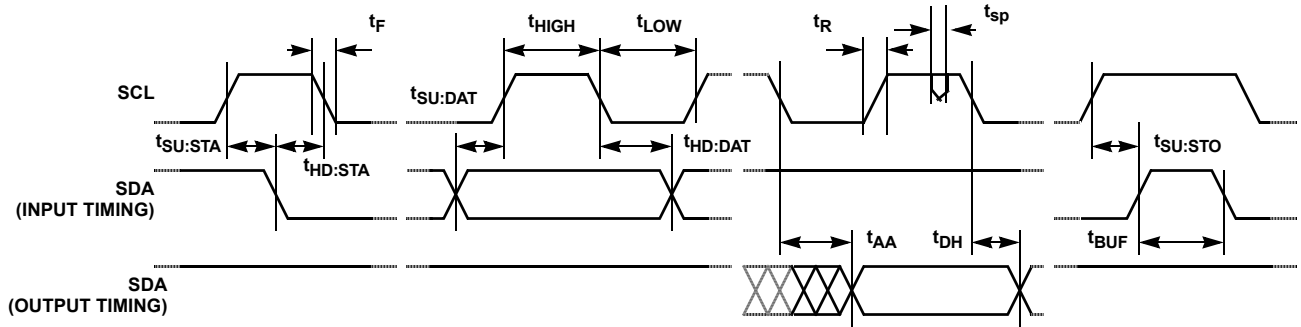 tF
tHIGH
tLOW
tR
tsp
SCL
tSU:DAT
tSU:STA
tHD:STA
tHD:DAT
tSU:STO
SDA
(INPUT TIMING)
tAA
tDH
tBUF
SDA
(OUTPUT TIMING)